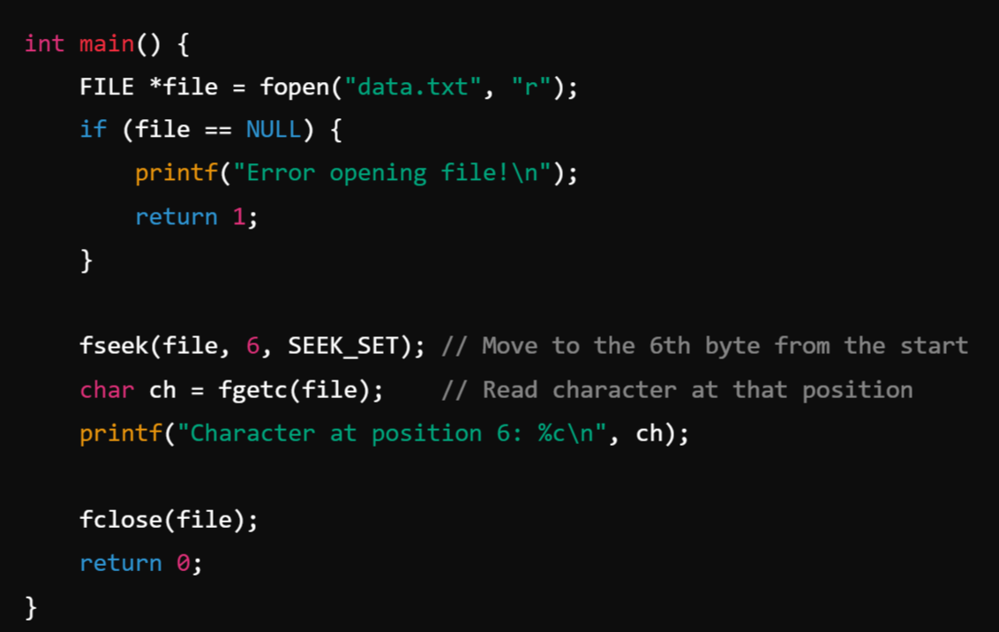 int main() {
    FILE *file = fopen("data.txt", "r");
    if (file == NULL) {
        printf("Error opening file!\n");
        return 1;
    }

    fseek(file, 6, SEEK_SET); // Move to the 6th byte from the start
    char ch = fgetc(file);    // Read character at that position
    printf("Character at position 6: %c\n", ch);

    fclose(file);
    return 0;
}